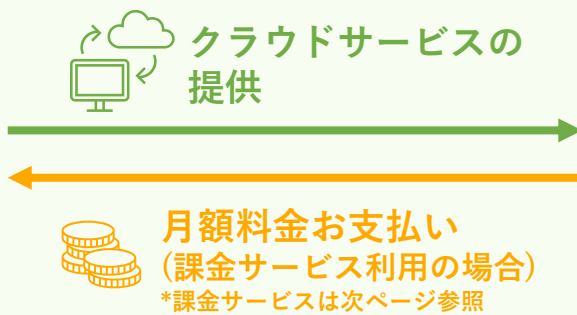 クラウドサービスの
提供
月額料金お支払い
(課金サービス利用の場合)
*課金サービスは次ページ参照